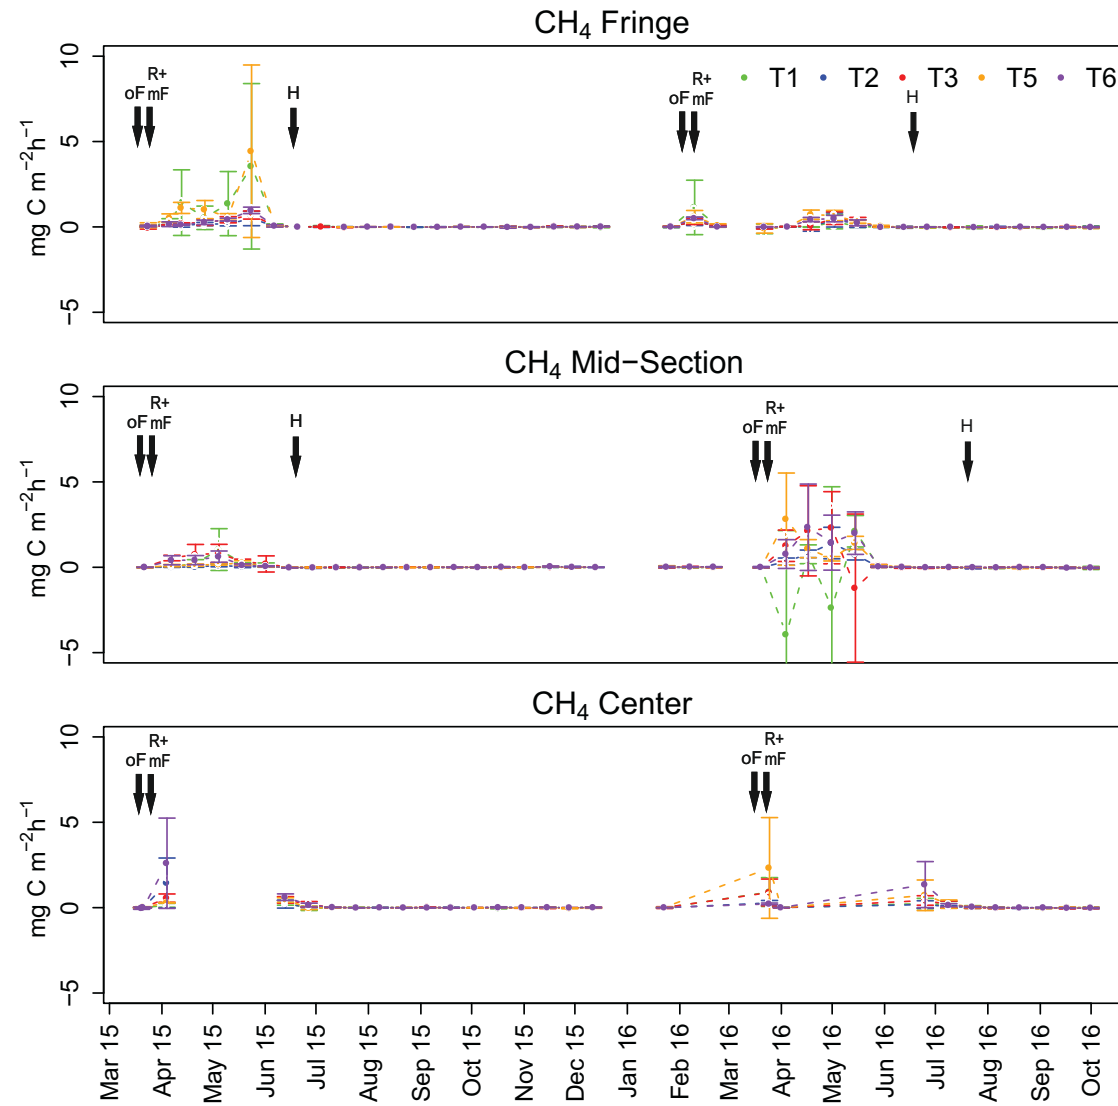 CH₄ Fringe
10
5
0
−5
mg C m⁻²h⁻¹
oF
R+
mF
H
oF
R+
mF
H
T1 T2 T3 T5 T6
CH₄ Mid−Section
10
5
0
−5
mg C m⁻²h⁻¹
oF
R+
mF
H
oF
R+
mF
H
CH₄ Center
10
5
0
−5
mg C m⁻²h⁻¹
oF
R+
mF
oF
R+
mF
Mar 15
Apr 15
May 15
Jun 15
Jul 15
Aug 15
Sep 15
Oct 15
Nov 15
Dec 15
Jan 16
Feb 16
Mar 16
Apr 16
May 16
Jun 16
Jul 16
Aug 16
Sep 16
Oct 16